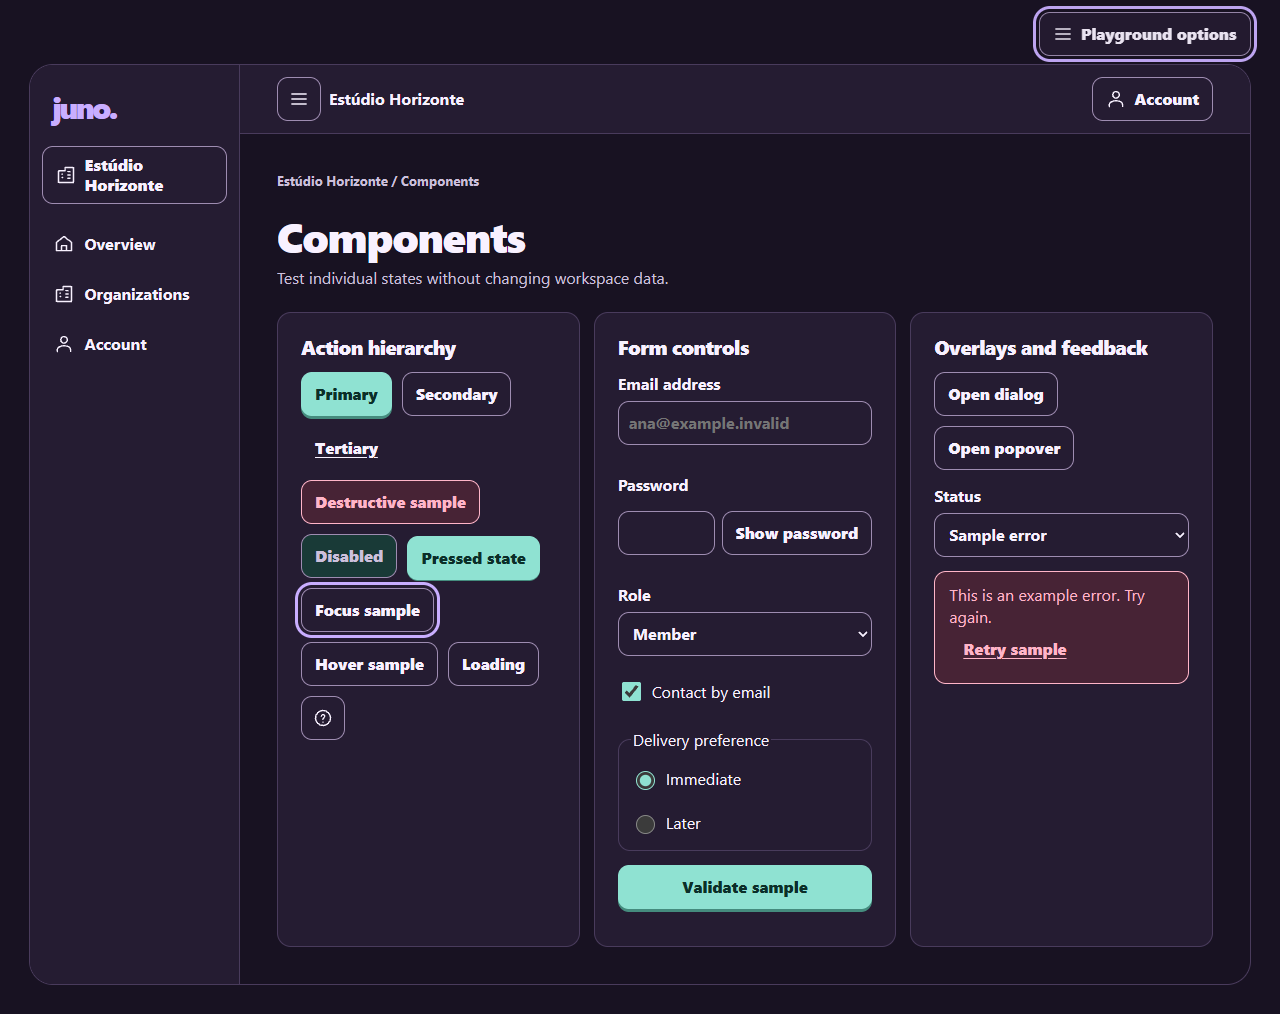 Playground options
juno.
Estúdio Horizonte
Account
Estúdio
Horizonte
Overview
Organizations
Account
Estúdio Horizonte / Components
Components
Test individual states without changing workspace data.
Action hierarchy
Primary
Secondary
Tertiary
Destructive sample
Disabled
Pressed state
Focus sample
Hover sample
Loading
Form controls
Email address
ana@example.invalid
Password
Show password
Role
Member
Contact by email
Delivery preference
Immediate
Later
Validate sample
Overlays and feedback
Open dialog
Open popover
Status
Sample error
This is an example error. Try
again.
Retry sample